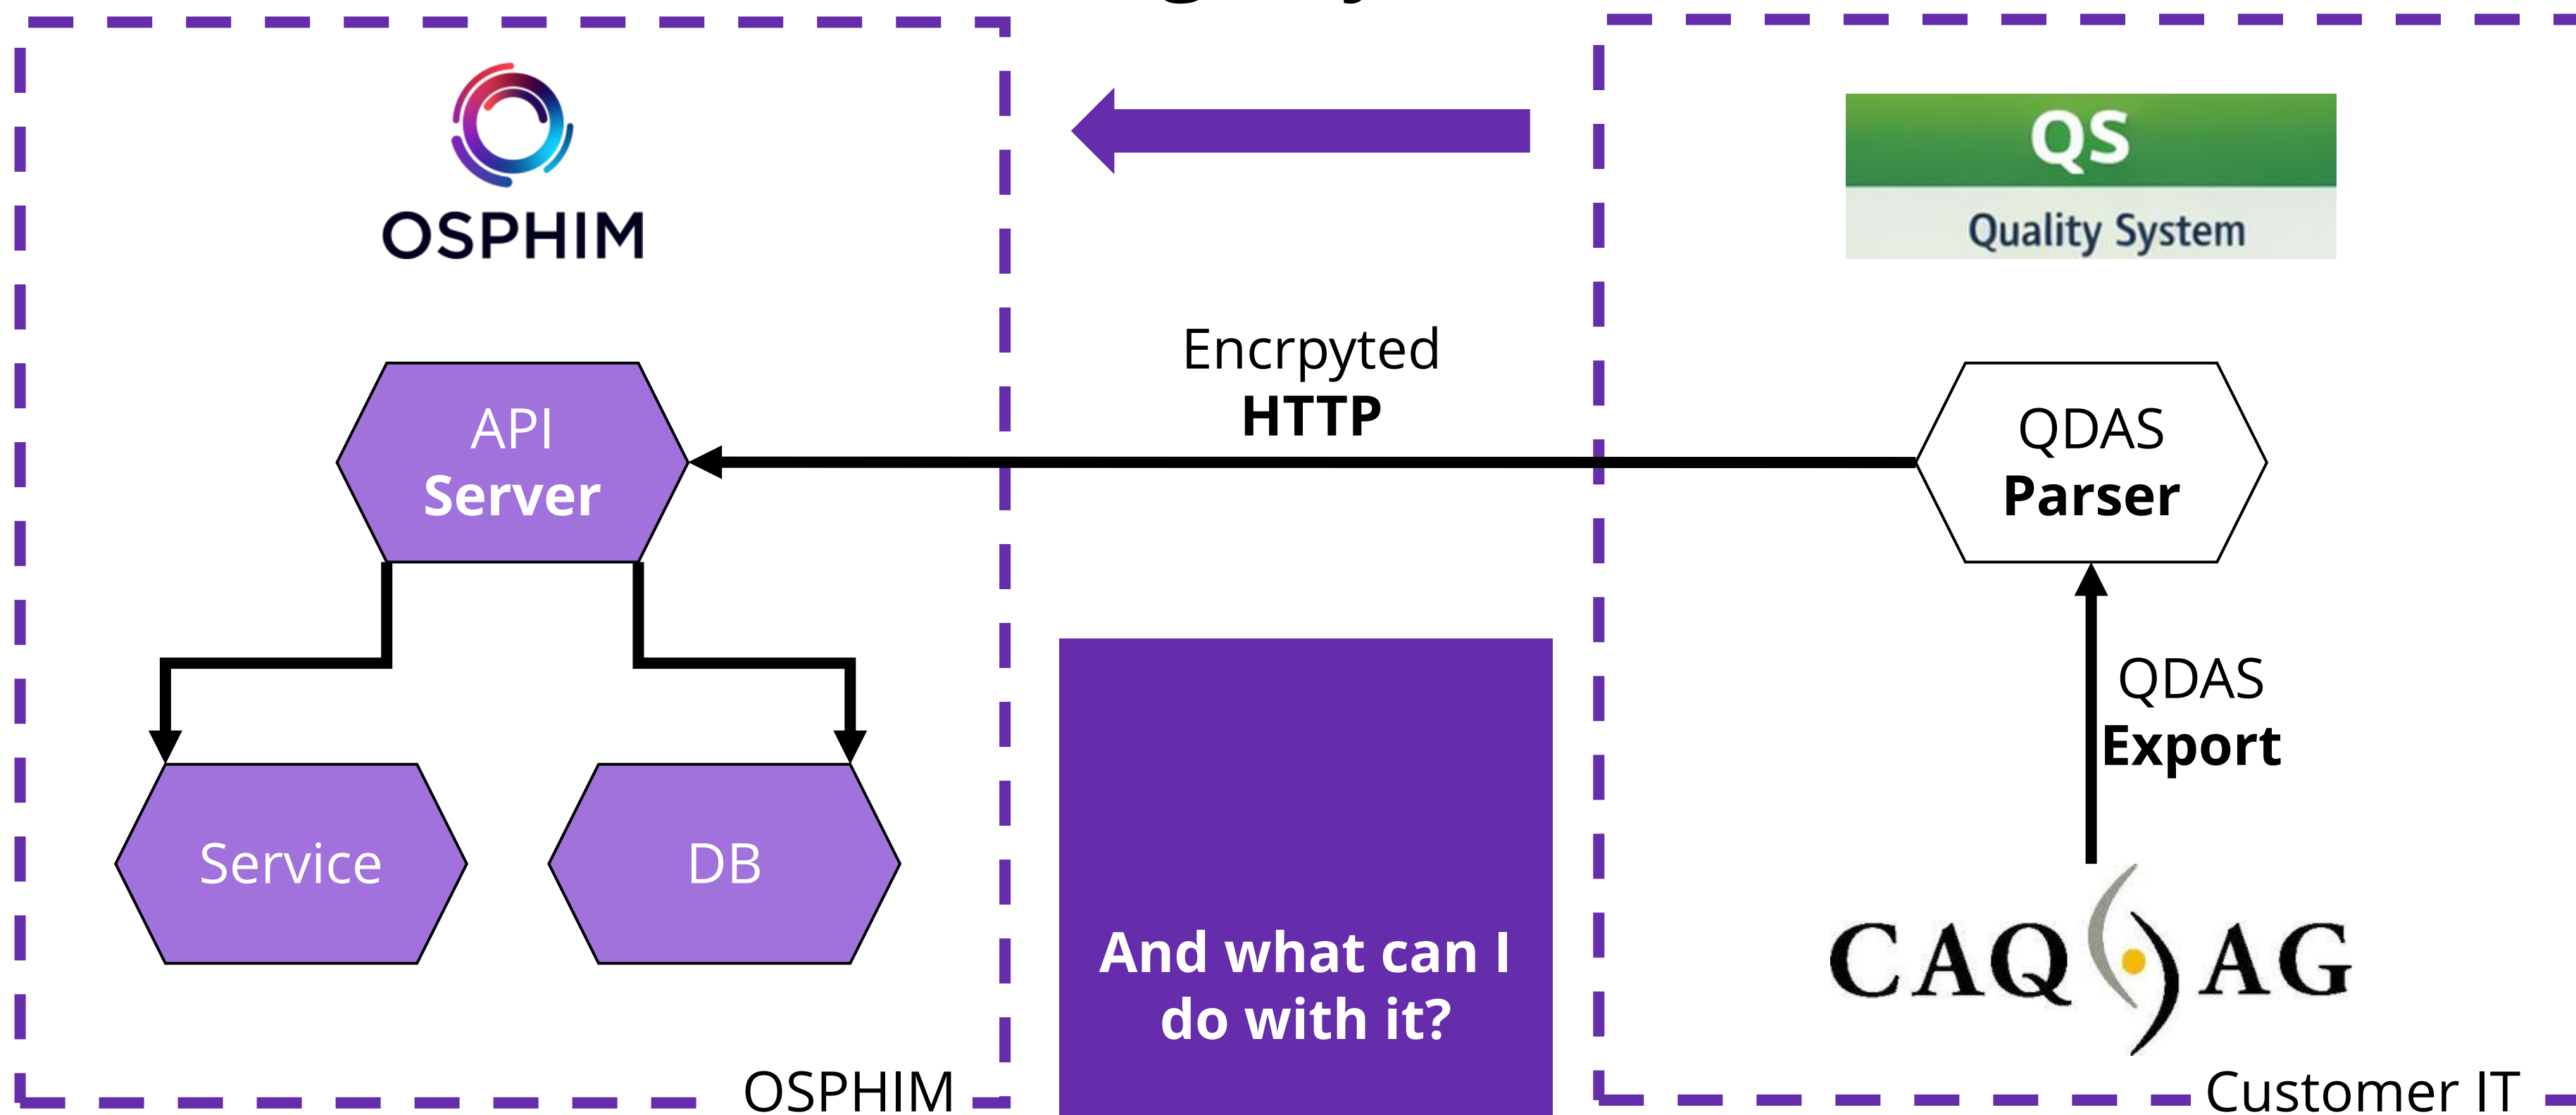 OSPHIM
QS
Quality System
Encrpyted
HTTP
API
Server
QDAS
Parser
QDAS
Export
Service
DB
And what can I
do with it?
CAQ AG
OSPHIM
Customer IT